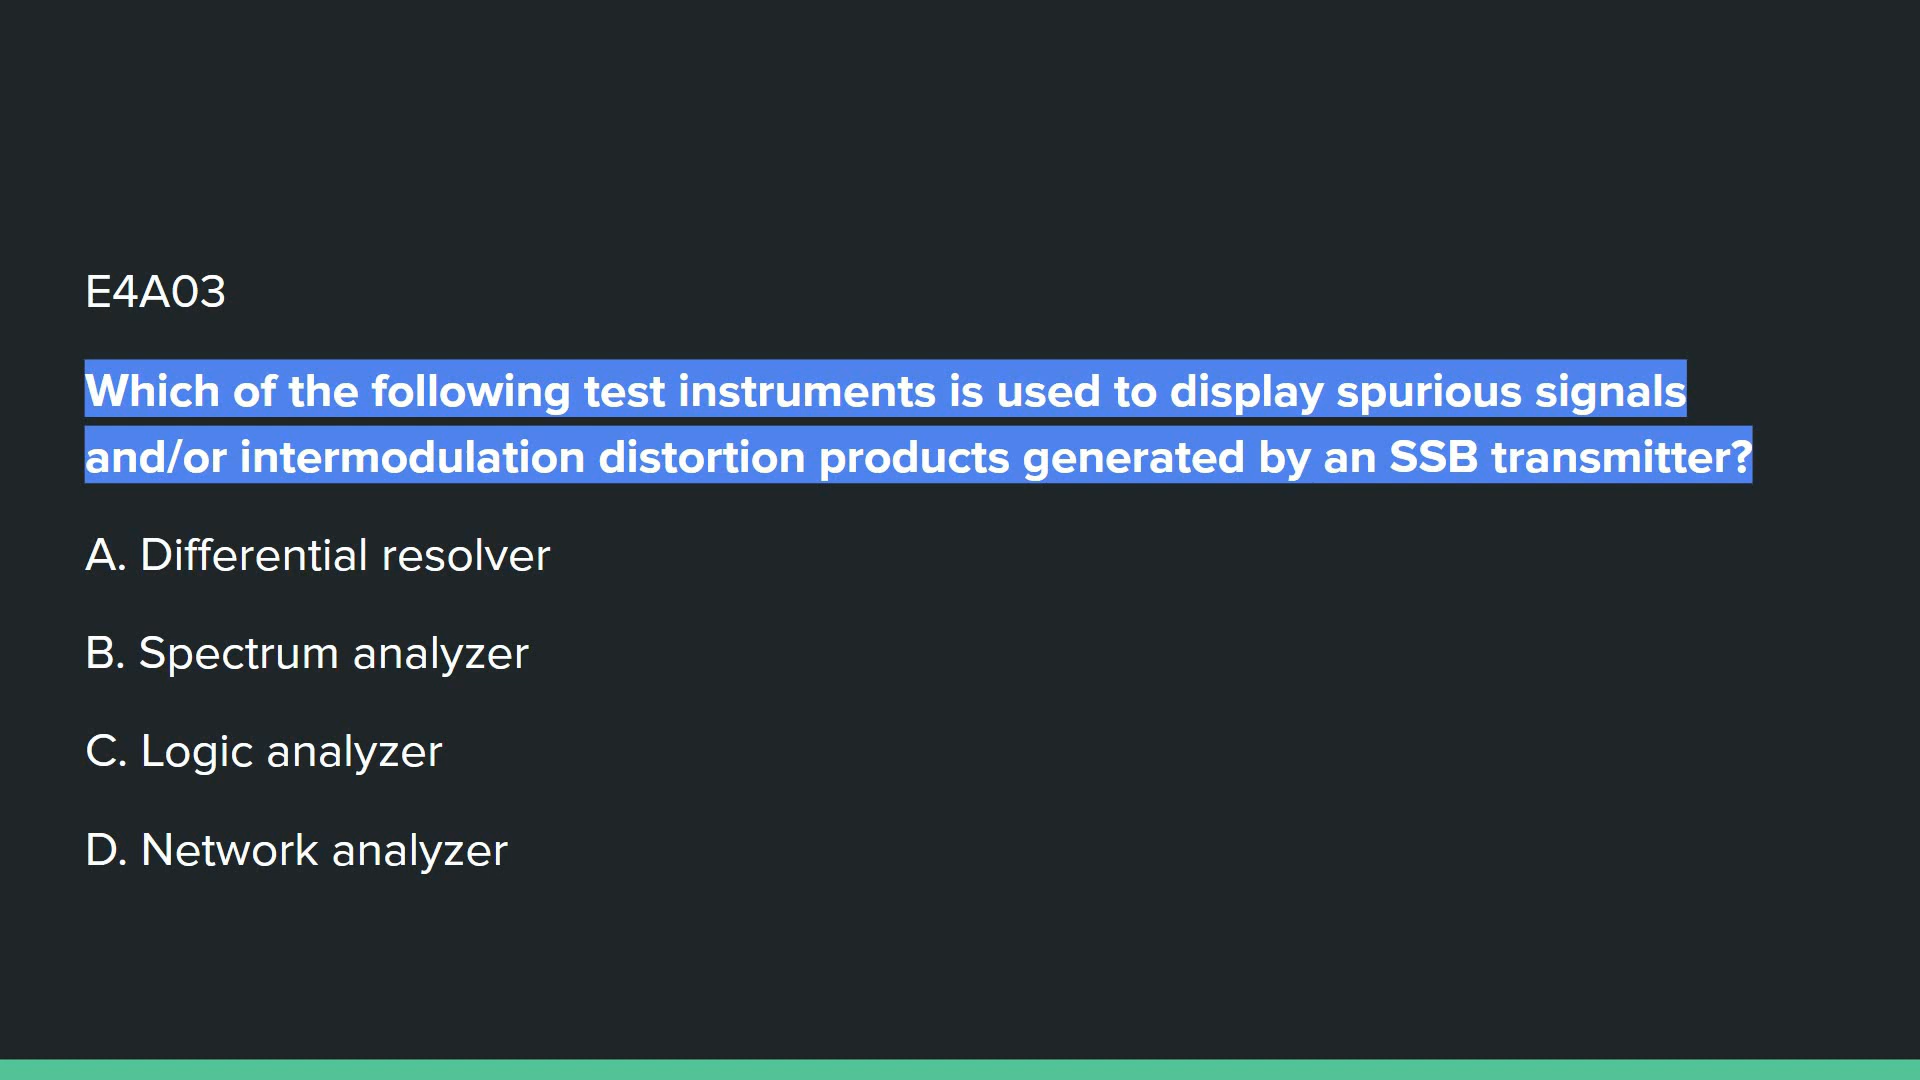 E4A03
Which of the following test instruments is used to display spurious signals
and/or intermodulation distortion products generated by an SSB transmitter?
A. Differential resolver
B. Spectrum analyzer
C. Logic analyzer
D. Network analyzer